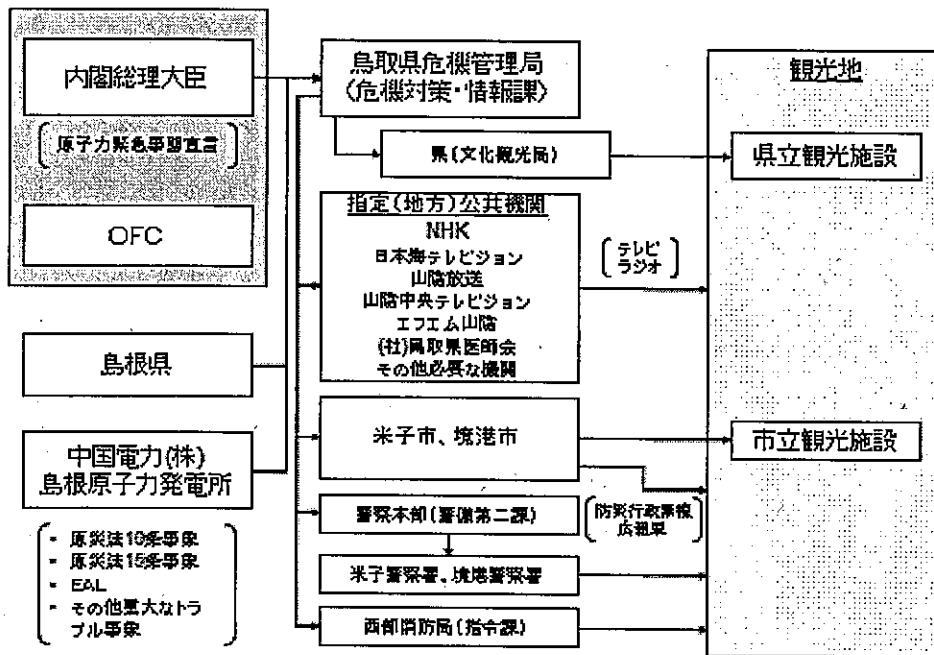 内閣総理大臣
原子力緊急事態宣言
OFC
島根県
中国電力(株)
島根原子力発電所
・ 原災法10条事象
・ 原災法15条事象
・ EAL
・ その他重大なトラ
ブル事象
鳥取県危機管理局
(危機対策・情報課)
県(文化観光局)
指定(地方)公共機関
NHK
日本海テレビジョン
山陰放送
山陰中央テレビジョン
エフエム山陰
(社)鳥取県医師会
その他必要な機関
米子市、境港市
警察本部(警備第二課)
米子警察署、境港警察署
西部消防局(指令課)
テレビ
ラジオ
防災行政無線
広報車
観光地
県立観光施設
市立観光施設